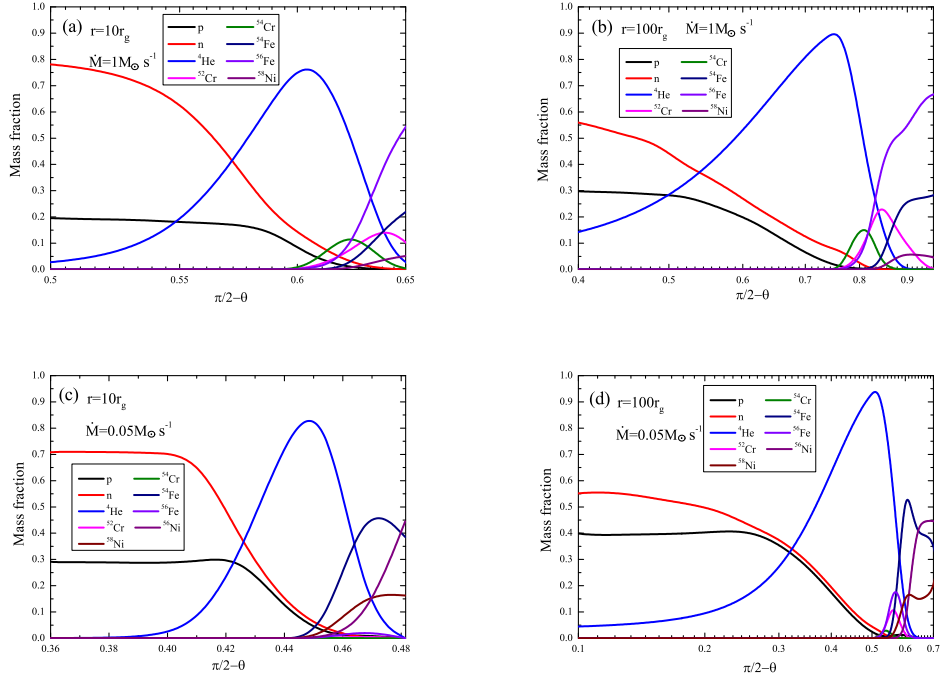 (a)
r=10r_g
Ṁ=1M⊙ s⁻¹
p
n
⁴He
⁵²Cr
⁵⁴Cr
⁵⁴Fe
⁵⁶Fe
⁵⁸Ni
Mass fraction
1.0
0.9
0.8
0.7
0.6
0.5
0.4
0.3
0.2
0.1
0.0
0.5
0.55
0.6
0.65
π/2−θ
(b)
r=100r_g
Ṁ=1M⊙ s⁻¹
p
n
⁴He
⁵²Cr
⁵⁴Cr
⁵⁴Fe
⁵⁶Fe
⁵⁸Ni
Mass fraction
1.0
0.9
0.8
0.7
0.6
0.5
0.4
0.3
0.2
0.1
0.0
0.4
0.5
0.6
0.7
0.8
0.9
π/2−θ
(c)
r=10r_g
Ṁ=0.05M⊙ s⁻¹
p
n
⁴He
⁵²Cr
⁵⁸Ni
⁵⁴Cr
⁵⁴Fe
⁵⁶Fe
⁵⁶Ni
Mass fraction
1.0
0.9
0.8
0.7
0.6
0.5
0.4
0.3
0.2
0.1
0.0
0.36
0.38
0.40
0.42
0.44
0.46
0.48
π/2−θ
(d)
r=100r_g
Ṁ=0.05M⊙ s⁻¹
p
n
⁴He
⁵²Cr
⁵⁸Ni
⁵⁴Cr
⁵⁴Fe
⁵⁶Fe
⁵⁶Ni
Mass fraction
1.0
0.9
0.8
0.7
0.6
0.5
0.4
0.3
0.2
0.1
0.0
0.1
0.2
0.3
0.4
0.5
0.6
0.7
π/2−θ